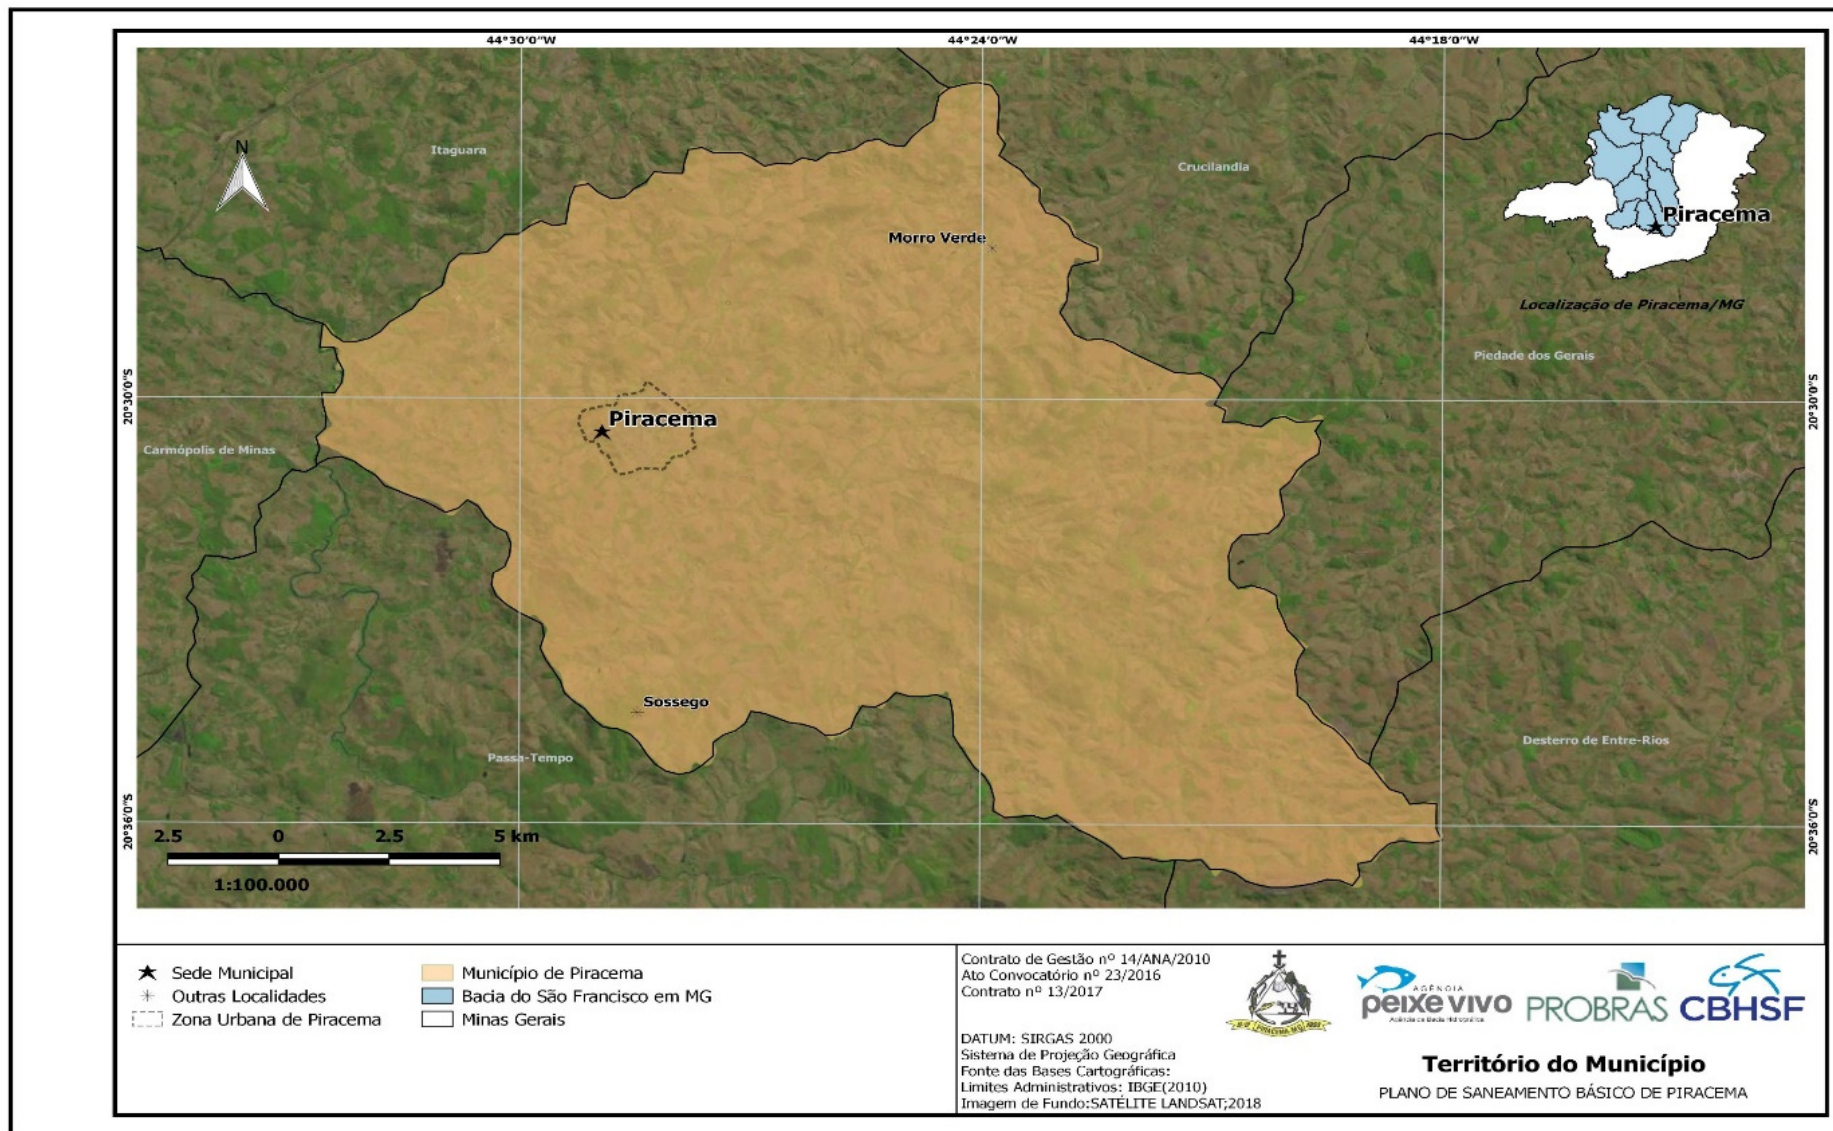 44°30'0"W
44°24'0"W
44°18'0"W
N
Itaguara
Crucilandia
Piracema
Morro Verde
Localização de Piracema/MG
Piedade dos Gerais
20°30'0"S
20°30'0"S
Piracema
Carmópolis de Minas
Sossego
Passa-Tempo
Desterro de Entre-Rios
20°36'0"S
20°36'0"S
2.5 0 2.5 5 km
1:100.000
Sede Municipal
Outras Localidades
Zona Urbana de Piracema
Município de Piracema
Bacia do São Francisco em MG
Minas Gerais
Contrato de Gestão nº 14/ANA/2010
Ato Convocatório nº 23/2016
Contrato nº 13/2017
DATUM: SIRGAS 2000
Sistema de Projeção Geográfica
Fonte das Bases Cartográficas:
Limites Administrativos: IBGE(2010)
Imagem de Fundo:SATÉLITE LANDSAT;2018
PIRACEMA-MG
AGÊNCIA
peixe vivo
Agência de Bacia Hidrográfica
PROBRAS
CBHSF
Território do Município
PLANO DE SANEAMENTO BÁSICO DE PIRACEMA